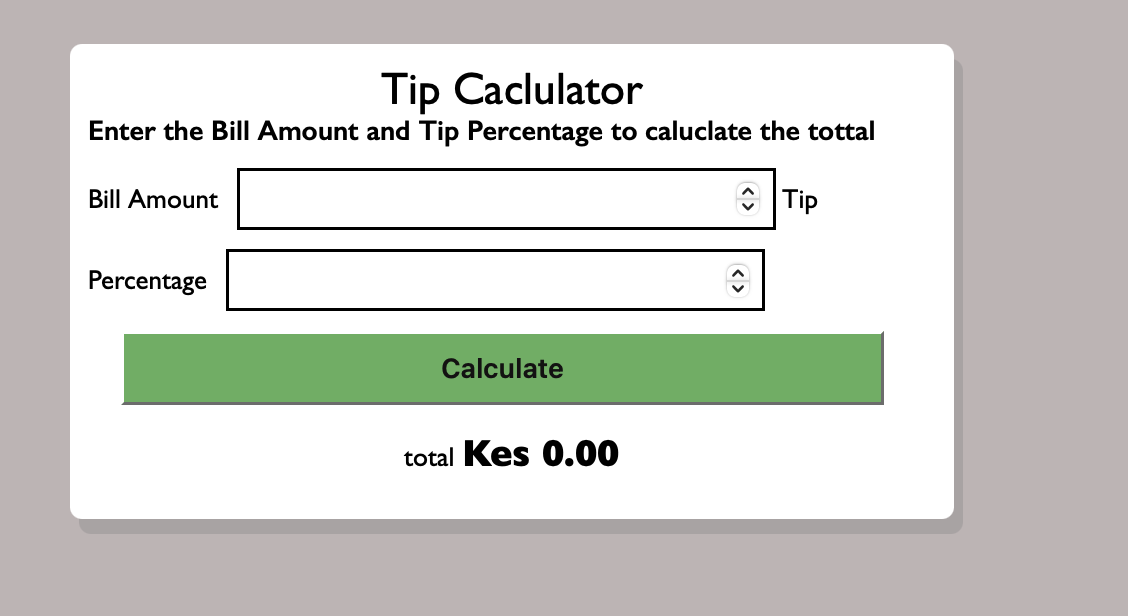 Tip Caclulator
Enter the Bill Amount and Tip Percentage to caluclate the tottal
Bill Amount Tip
Percentage
Calculate
total Kes 0.00